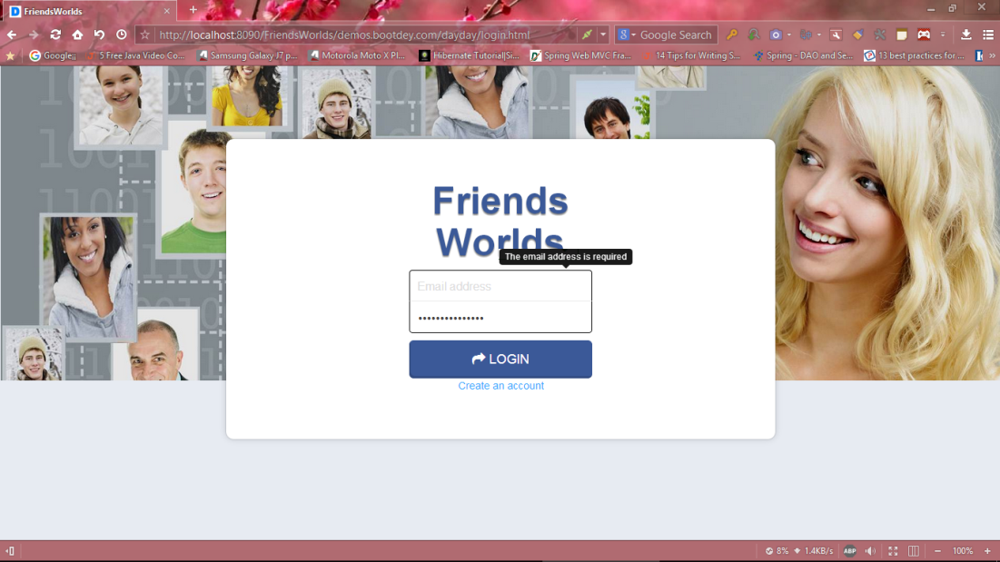 FriendsWorlds
http://localhost:8090/FriendsWorlds/demos.bootdey.com/dayday/login.html
Google Search
Googleji
5 Free Java Video Co...
Samsung Galaxy J7 p...
Motorola Moto X Pl...
Hibernate Tutorial|Si...
Spring Web MVC Fra...
14 Tips for Writing S...
Spring - DAO and Se...
13 best practices for ...
Friends
Worlds
The email address is required
Email address
LOGIN
Create an account
8%
1.4KB/s
ABP
100%